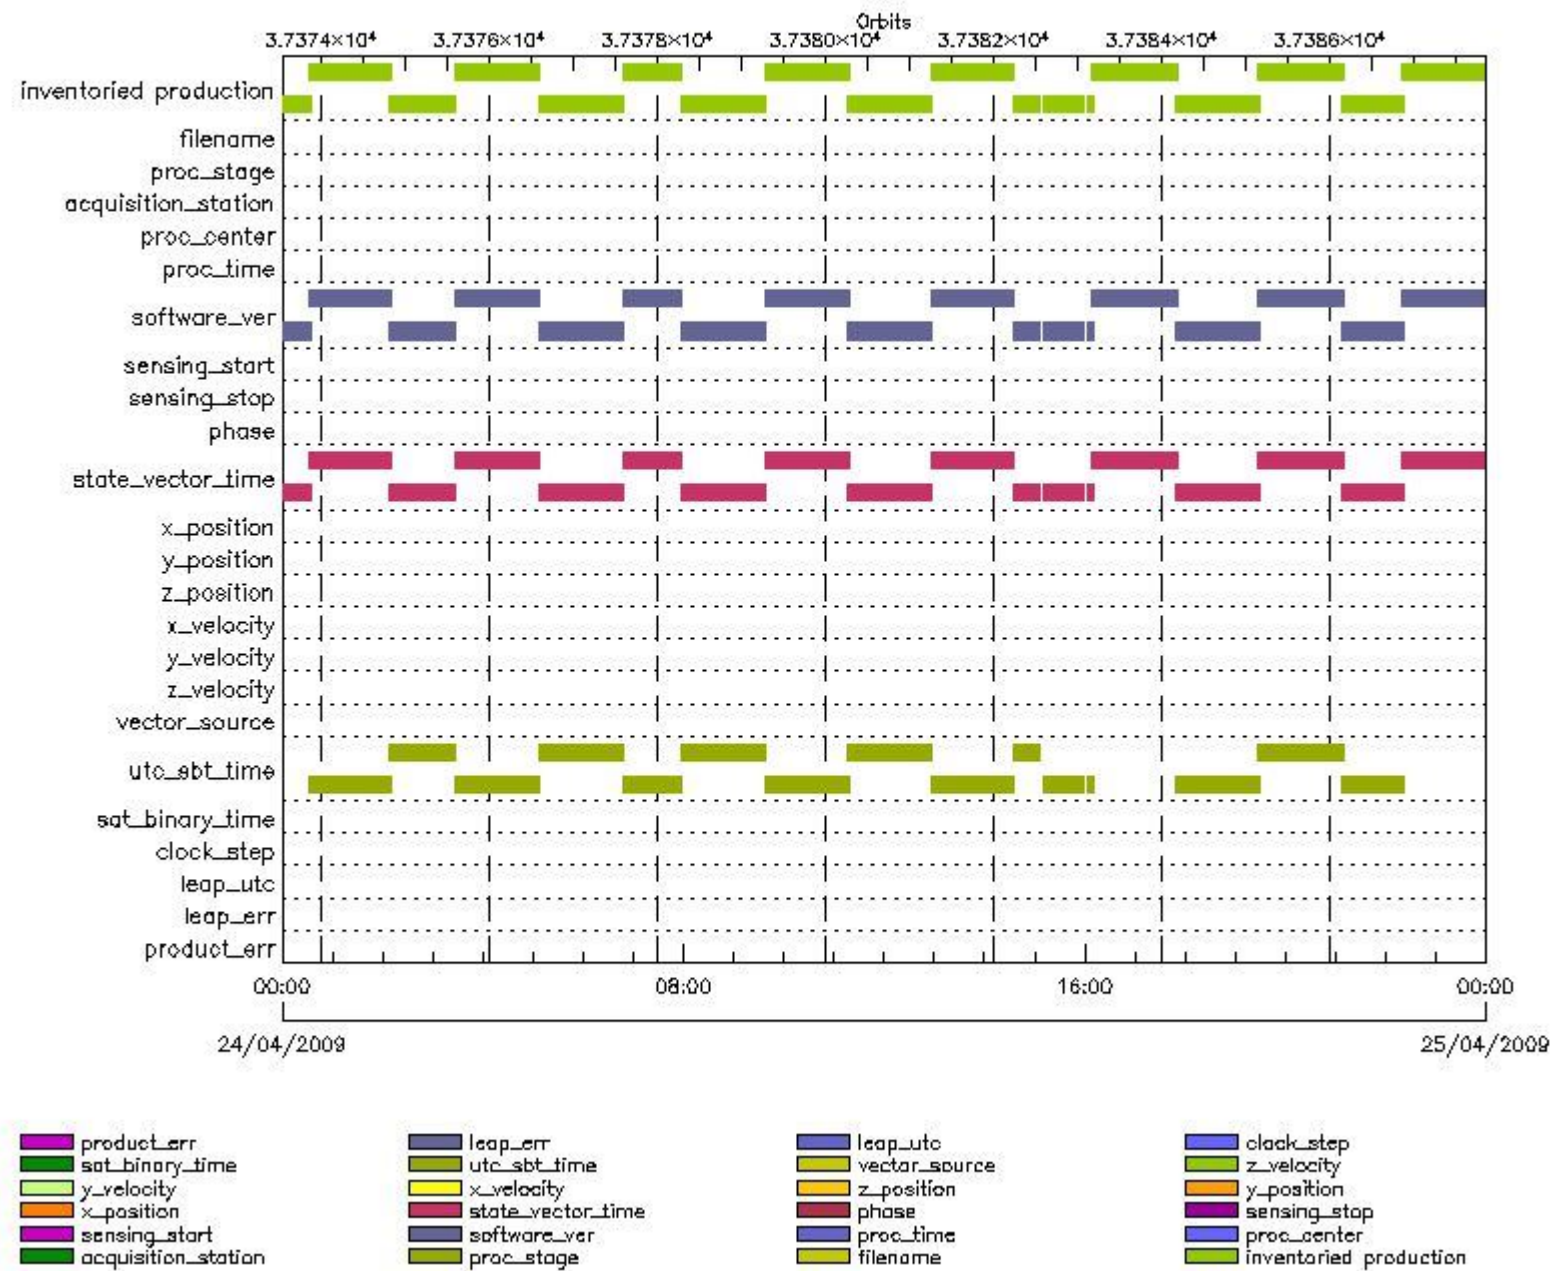 Orbits
3.7374×10⁴ 3.7376×10⁴ 3.7378×10⁴ 3.7380×10⁴ 3.7382×10⁴ 3.7384×10⁴ 3.7386×10⁴
inventoried production
filename
proc_stage
acquisition_station
proc_center
proc_time
software_ver
sensing_start
sensing_stop
phase
state_vector_time
x_position
y_position
z_position
x_velocity
y_velocity
z_velocity
vector_source
utc_sbt_time
sat_binary_time
clock_step
leap_utc
leap_err
product_err
00:00 08:00 16:00 00:00
24/04/2009 25/04/2009
product_err leap_err leap_utc clock_step
sat_binary_time utc_sbt_time vector_source z_velocity
y_velocity x_velocity z_position y_position
x_position state_vector_time phase sensing_stop
sensing_start software_ver proc_time proc_center
acquisition_station proc_stage filename inventoried production